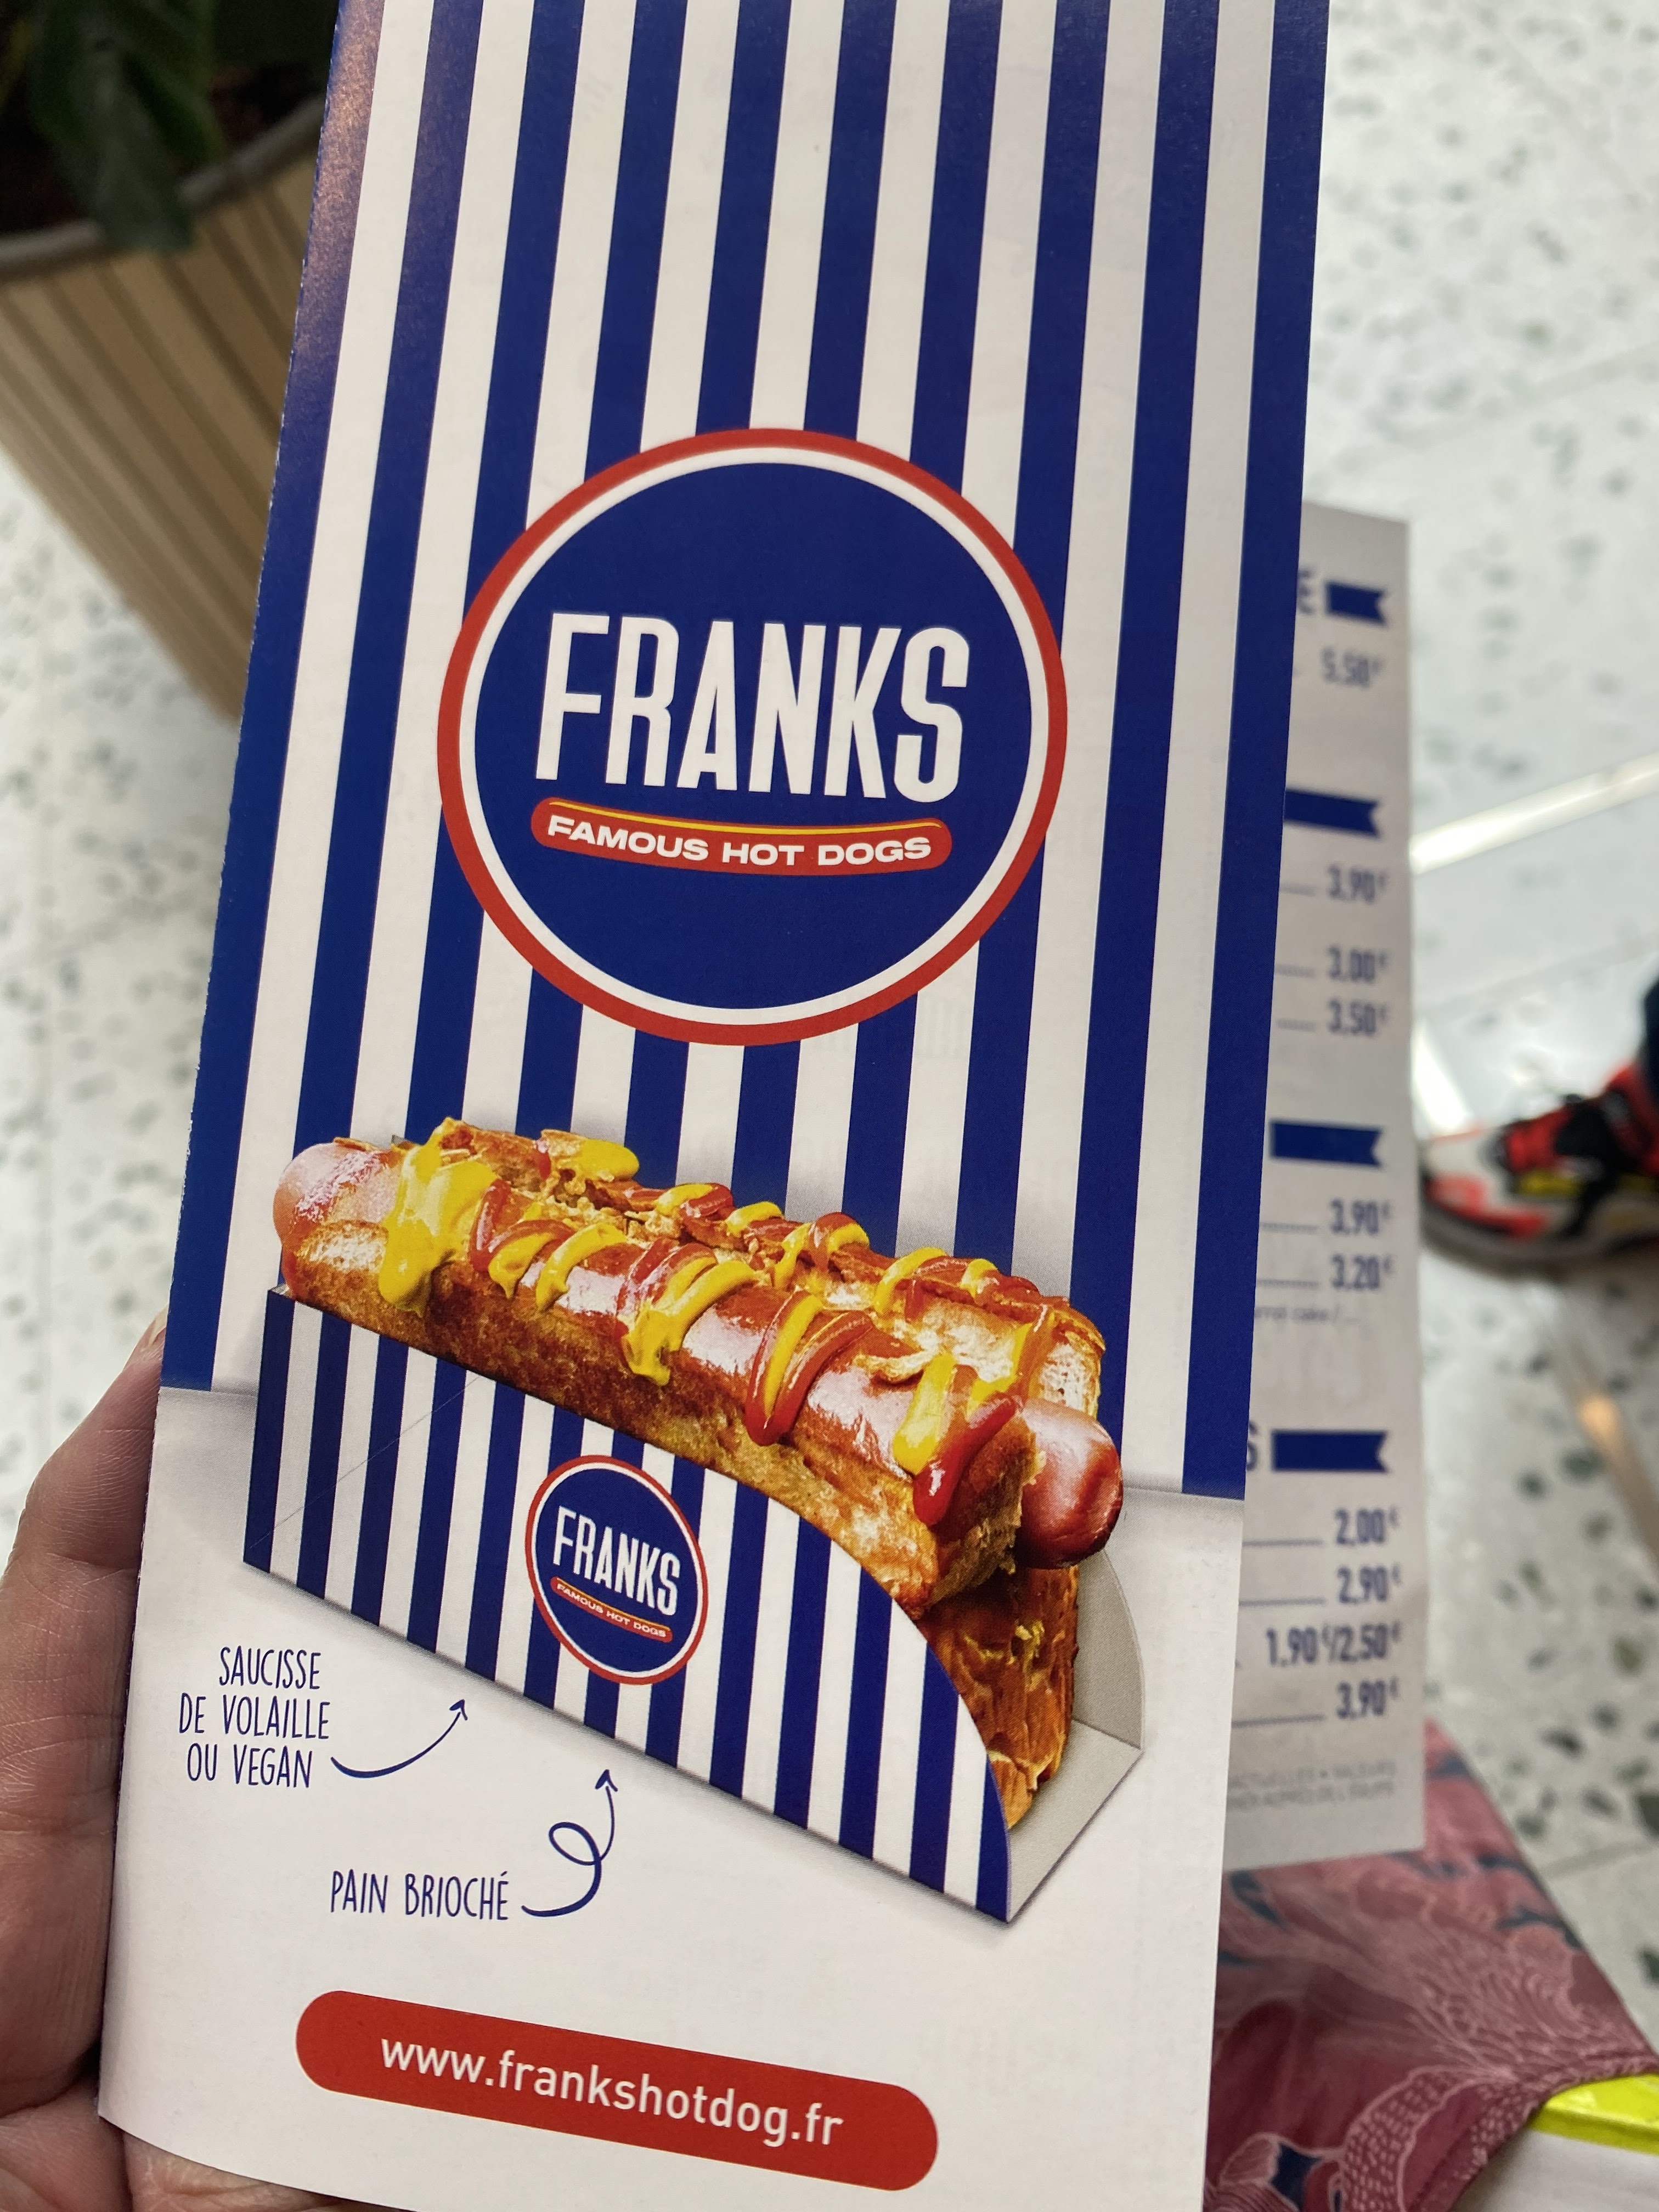 FRANKS
FAMOUS HOT DOGS
FRANKS
FAMOUS HOT DOGS
SAUCISSE
DE VOLAILLE
OU VEGAN
PAIN BRIOCHÉ
www.frankshotdog.fr
E
5.50€
3.90€
3.00€
3.50€
3.90€
3.20€
S
2.00€
2.90€
1.90€/2.50€
3.90€